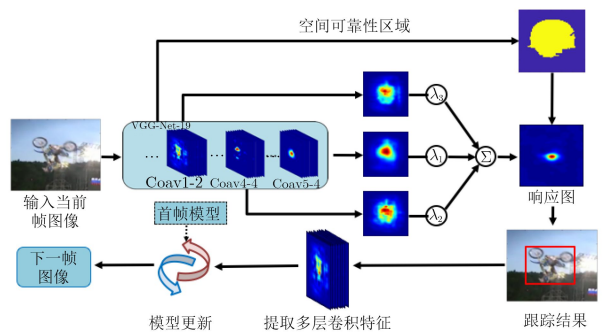 空间可靠性区域
VGG-Net-19
...
...
......
Coav1-2
Coav4-4
Coav5-4
λ₃
λ₁
λ₂
Σ
输入当前
帧图像
响应图
首帧模型
下一帧
图像
模型更新
提取多层卷积特征
跟踪结果